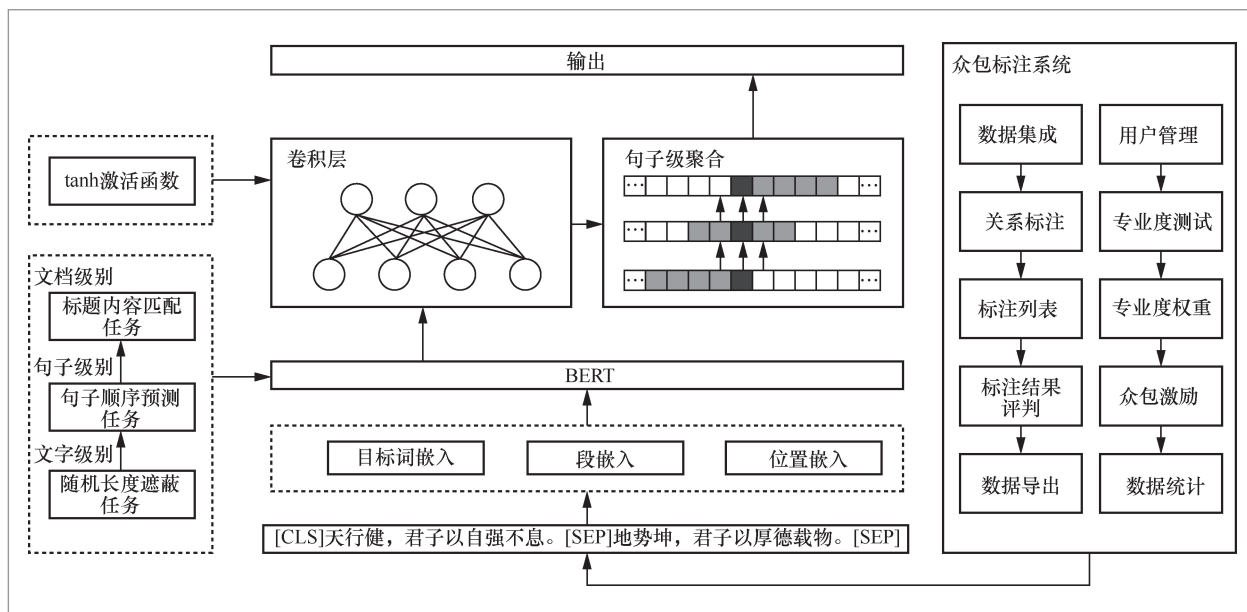 输出
tanh激活函数
卷积层
句子级聚合
文档级别
标题内容匹配
任务
句子级别
句子顺序预测
任务
文字级别
随机长度遮蔽
任务
BERT
目标词嵌入
段嵌入
位置嵌入
[CLS]天行健，君子以自强不息。[SEP]地势坤，君子以厚德载物。[SEP]
众包标注系统
数据集成
关系标注
标注列表
标注结果
评判
数据导出
用户管理
专业度测试
专业度权重
众包激励
数据统计